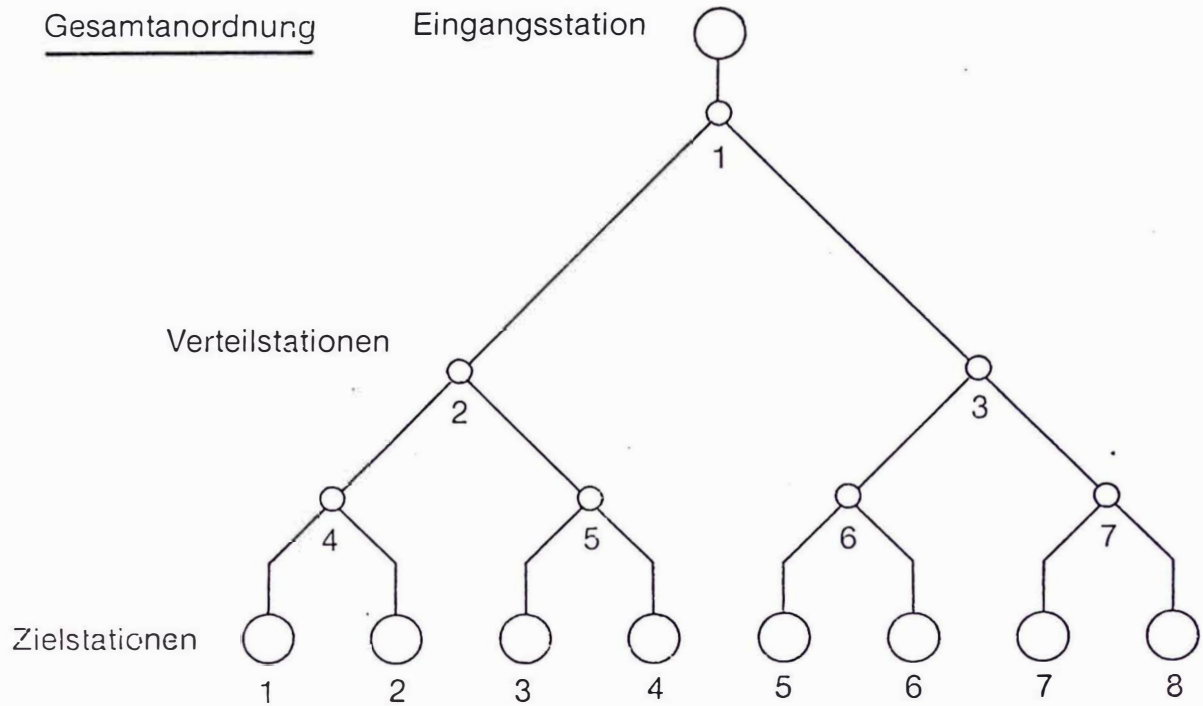 Gesamtanordnung
Eingangsstation
1
Verteilstationen
2
3
4
5
6
7
Zielstationen
1 2 3 4 5 6 7 8